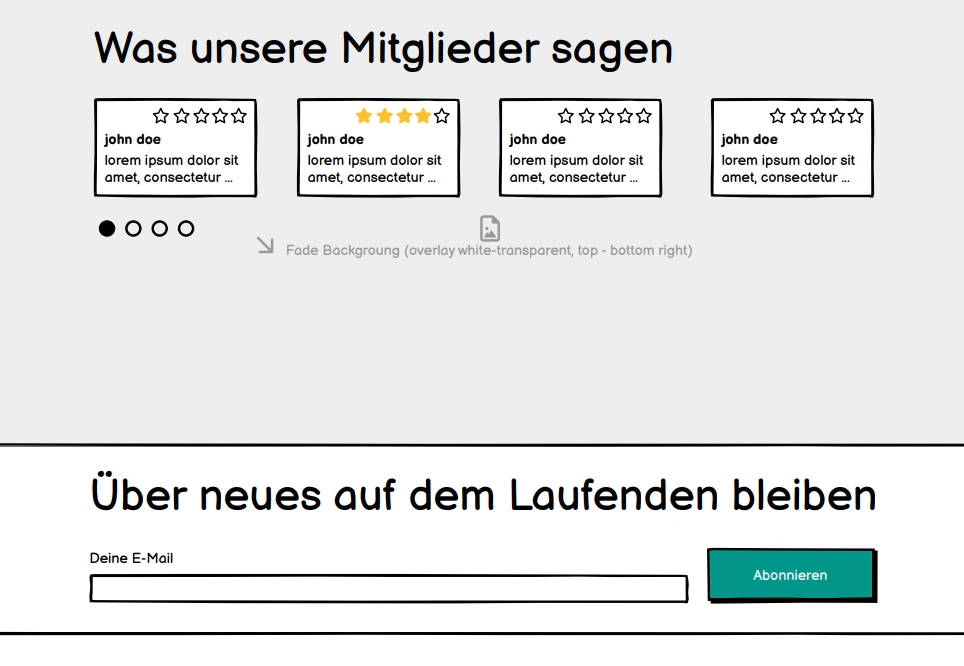 Was unsere Mitglieder sagen
john doe
lorem ipsum dolor sit
amet, consectetur ...
john doe
lorem ipsum dolor sit
amet, consectetur ...
john doe
lorem ipsum dolor sit
amet, consectetur ...
john doe
lorem ipsum dolor sit
amet, consectetur ...
Fade Backgroung (overlay white-transparent, top - bottom right)
Über neues auf dem Laufenden bleiben
Deine E-Mail
Abonnieren